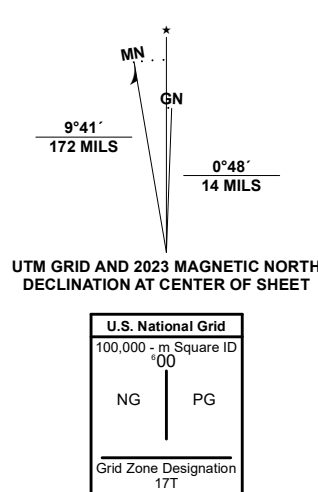 MN
GN
9°41´
172 MILS
0°48´
14 MILS
UTM GRID AND 2023 MAGNETIC NORTH
DECLINATION AT CENTER OF SHEET
U.S. National Grid
100,000 - m Square ID
⁶00
NG PG
Grid Zone Designation
17T